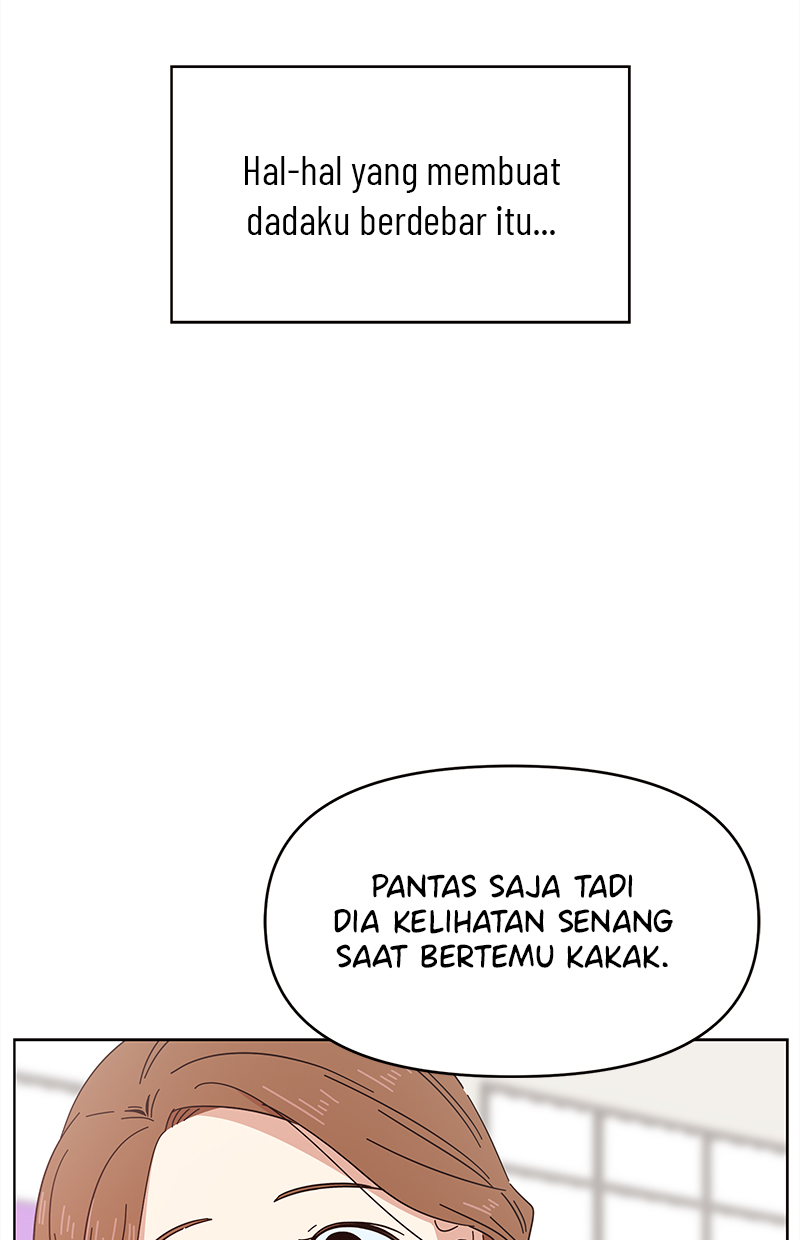 Hal-hal yang membuat
dadaku berdebar itu...
PANTAS SAJA TADI
DIA KELIHATAN SENANG
SAAT BERTEMU KAKAK.